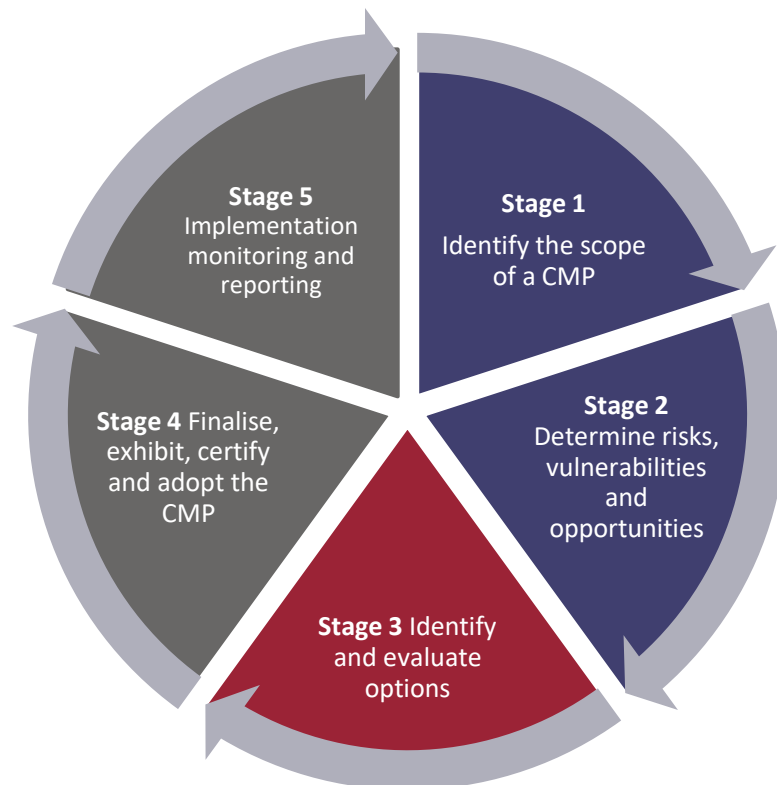 Stage 1
Identify the scope
of a CMP
Stage 2
Determine risks,
vulnerabilities
and
opportunities
Stage 3 Identify
and evaluate
options
Stage 4 Finalise,
exhibit, certify
and adopt the
CMP
Stage 5
Implementation
monitoring and
reporting